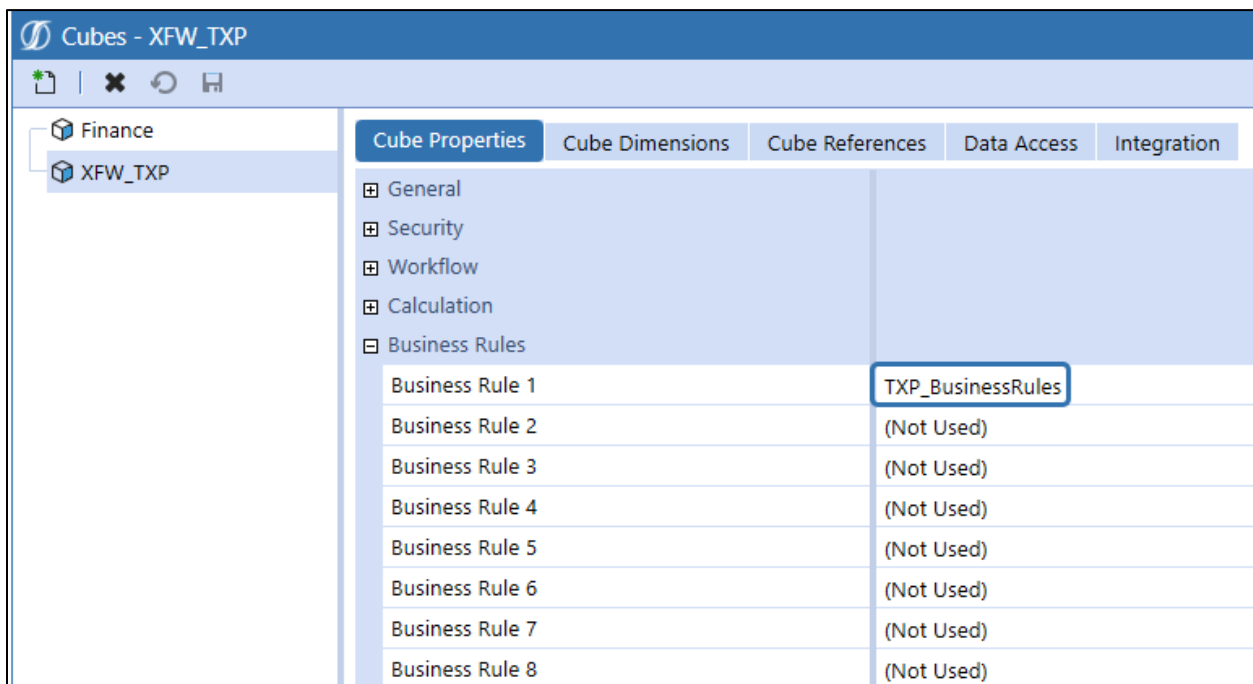 Cubes - XFW_TXP
Finance
XFW_TXP
Cube Properties Cube Dimensions Cube References Data Access Integration
General
Security
Workflow
Calculation
Business Rules
Business Rule 1 TXP_BusinessRules
Business Rule 2 (Not Used)
Business Rule 3 (Not Used)
Business Rule 4 (Not Used)
Business Rule 5 (Not Used)
Business Rule 6 (Not Used)
Business Rule 7 (Not Used)
Business Rule 8 (Not Used)